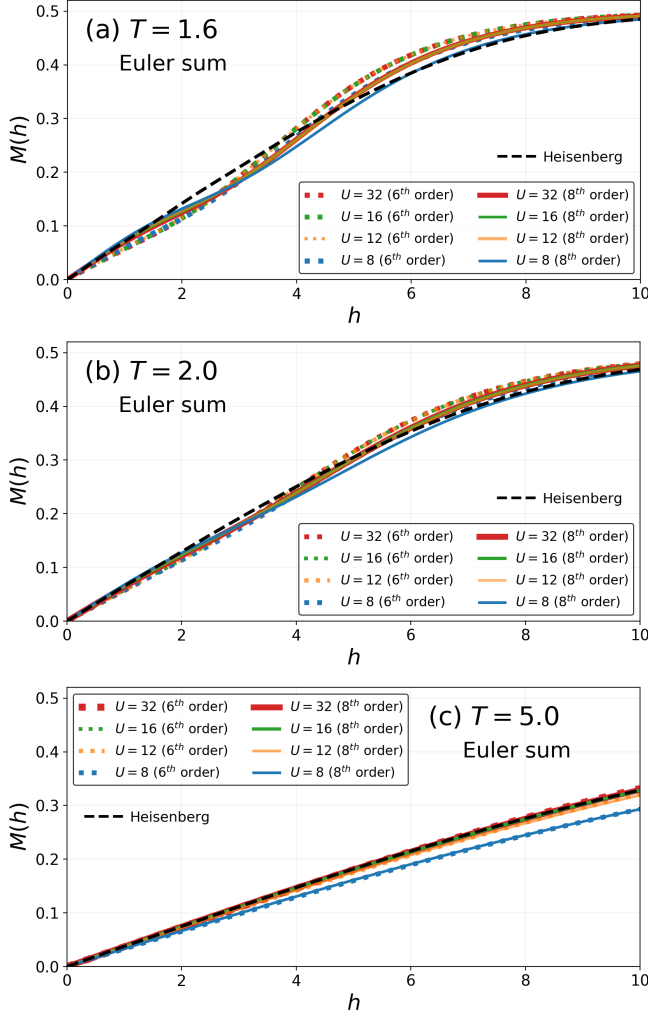 (a) T = 1.6
Euler sum
0.5
0.4
0.3
0.2
0.1
0.0
M(h)
Heisenberg
U = 32 (6th order)
U = 16 (6th order)
U = 12 (6th order)
U = 8 (6th order)
U = 32 (8th order)
U = 16 (8th order)
U = 12 (8th order)
U = 8 (8th order)
0 2 4 6 8 10
h
(b) T = 2.0
Euler sum
0.5
0.4
0.3
0.2
0.1
0.0
M(h)
Heisenberg
U = 32 (6th order)
U = 16 (6th order)
U = 12 (6th order)
U = 8 (6th order)
U = 32 (8th order)
U = 16 (8th order)
U = 12 (8th order)
U = 8 (8th order)
0 2 4 6 8 10
h
0.5
0.4
0.3
0.2
0.1
0.0
M(h)
U = 32 (6th order)
U = 16 (6th order)
U = 12 (6th order)
U = 8 (6th order)
U = 32 (8th order)
U = 16 (8th order)
U = 12 (8th order)
U = 8 (8th order)
(c) T = 5.0
Euler sum
Heisenberg
0 2 4 6 8 10
h